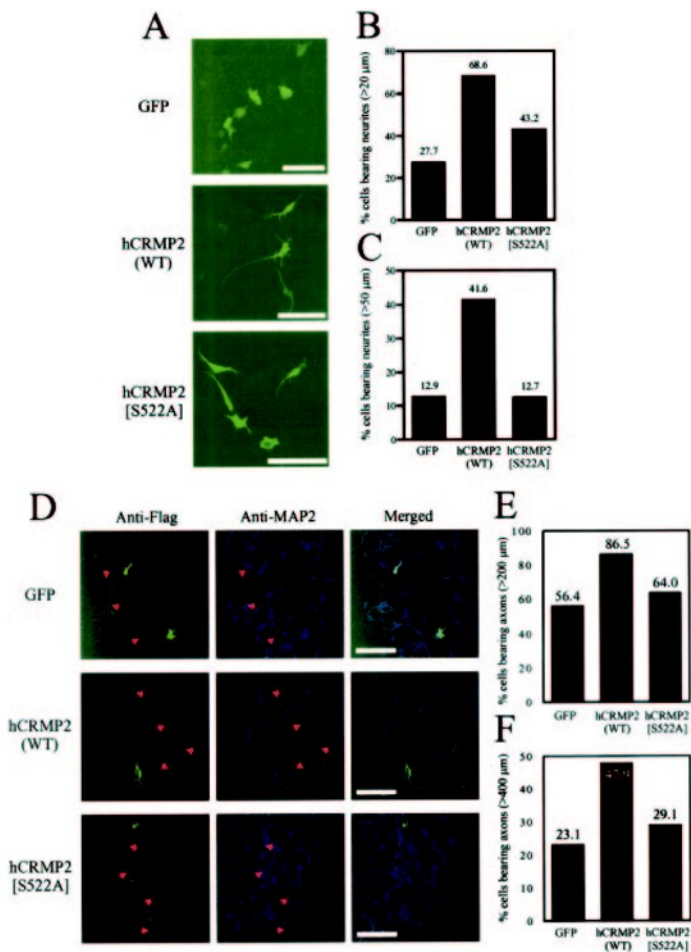 A
GFP
hCRMP2
(WT)
hCRMP2
[S522A]
B
% cells bearing neurites (>20 μm)
80
60
40
20
0
27.7
68.6
43.2
GFP
hCRMP2
(WT)
hCRMP2
[S522A]
C
% cells bearing neurites (>50 μm)
50
40
30
20
10
0
12.9
41.6
12.7
GFP
hCRMP2
(WT)
hCRMP2
[S522A]
D
Anti-Flag
Anti-MAP2
Merged
GFP
hCRMP2
(WT)
hCRMP2
[S522A]
E
% cells bearing axons (>200 μm)
100
80
60
40
20
0
56.4
86.5
64.0
GFP
hCRMP2
(WT)
hCRMP2
[S522A]
F
% cells bearing axons (>400 μm)
50
40
30
20
10
0
23.1
29.1
GFP
hCRMP2
(WT)
hCRMP2
[S522A]